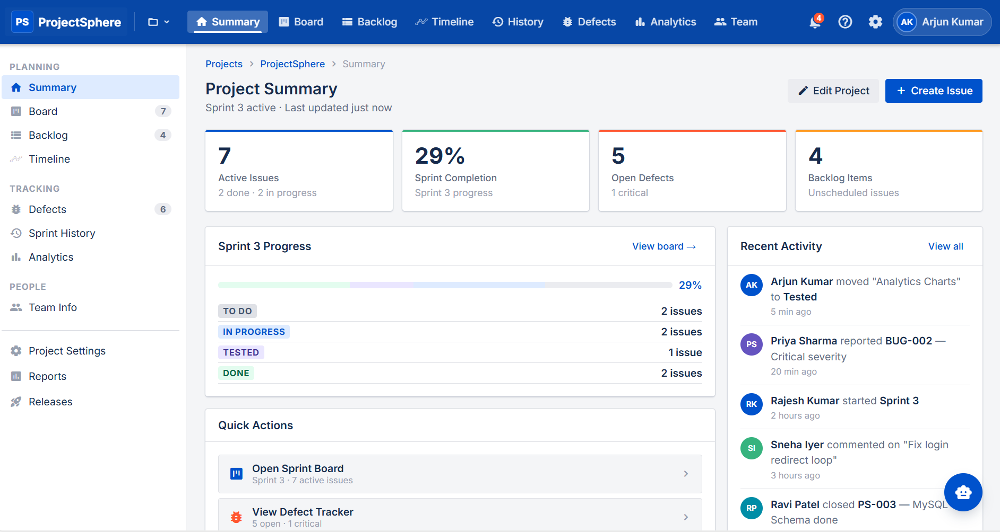 PS ProjectSphere
Summary
Board
Backlog
Timeline
History
Defects
Analytics
Team
4
AK Arjun Kumar
PLANNING
Summary
Board 7
Backlog 4
Timeline
TRACKING
Defects 6
Sprint History
Analytics
PEOPLE
Team Info
Project Settings
Reports
Releases
Projects > ProjectSphere > Summary
Project Summary
Sprint 3 active · Last updated just now
Edit Project
+ Create Issue
7
Active Issues
2 done · 2 in progress
29%
Sprint Completion
Sprint 3 progress
5
Open Defects
1 critical
4
Backlog Items
Unscheduled issues
Sprint 3 Progress
View board →
29%
TO DO 2 issues
IN PROGRESS 2 issues
TESTED 1 issue
DONE 2 issues
Quick Actions
Open Sprint Board
Sprint 3 · 7 active issues
View Defect Tracker
5 open · 1 critical
Recent Activity
View all
AK
Arjun Kumar moved "Analytics Charts"
to Tested
5 min ago
PS
Priya Sharma reported BUG-002 —
Critical severity
20 min ago
RK
Rajesh Kumar started Sprint 3
2 hours ago
SI
Sneha Iyer commented on "Fix login
redirect loop"
3 hours ago
RP
Ravi Patel closed PS-003 — MySQL
Schema done